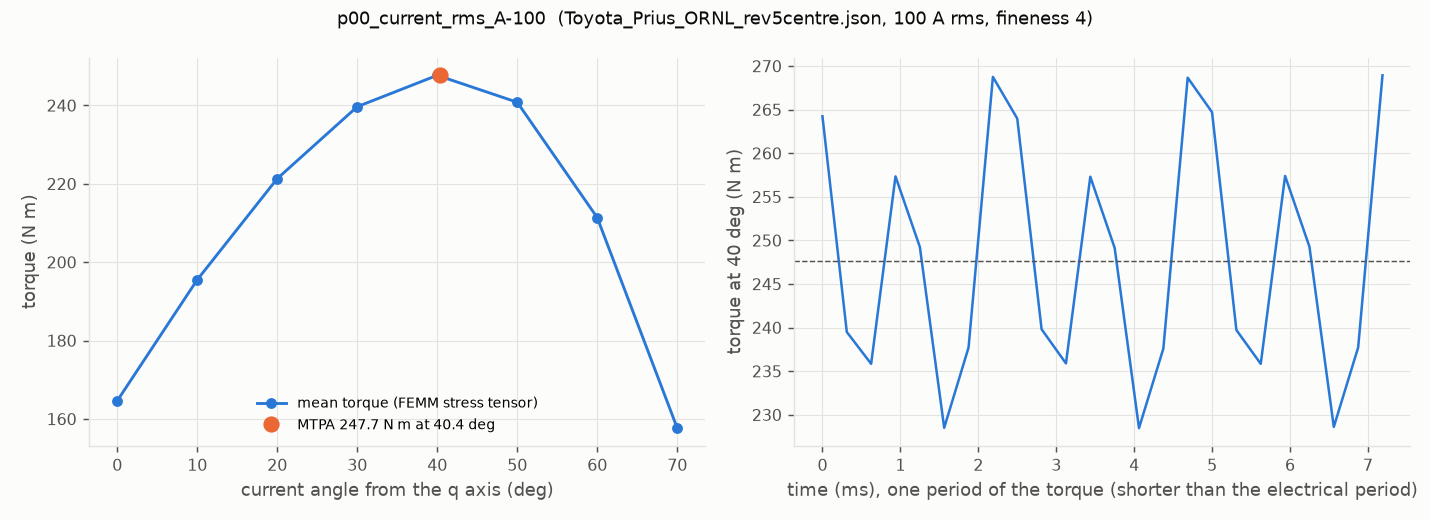 p00_current_rms_A-100  (Toyota_Prius_ORNL_rev5centre.json, 100 A rms, fineness 4)
torque (N m)
240
220
200
180
160
mean torque (FEMM stress tensor)
MTPA 247.7 N m at 40.4 deg
0 10 20 30 40 50 60 70
current angle from the q axis (deg)
torque at 40 deg (N m)
270
265
260
255
250
245
240
235
230
0 1 2 3 4 5 6 7
time (ms), one period of the torque (shorter than the electrical period)